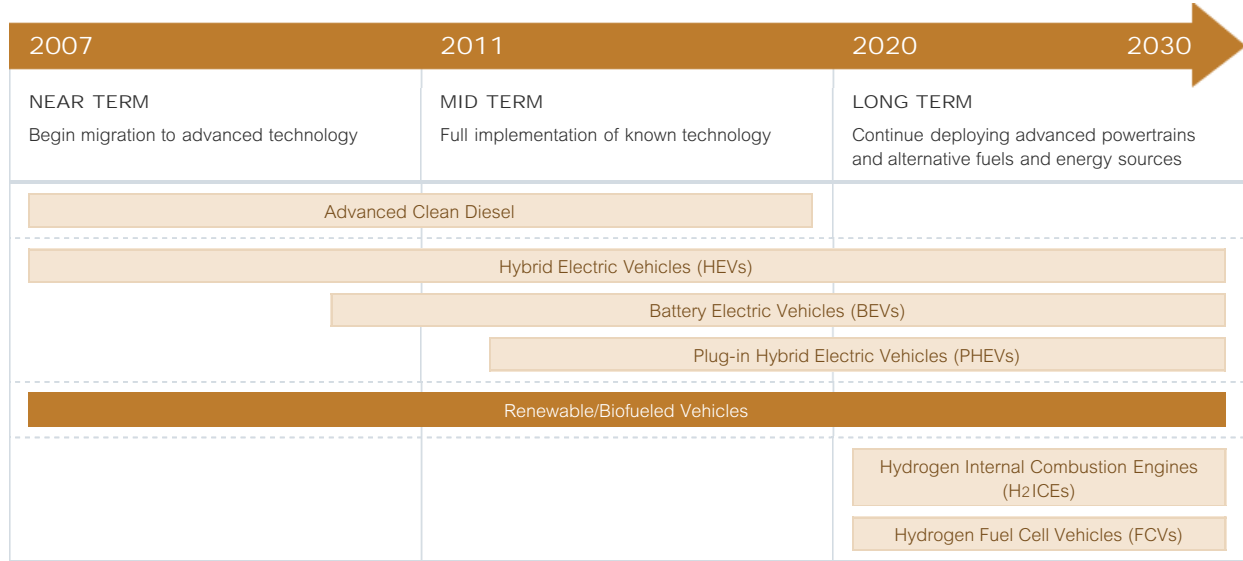 2007
2011
2020
2030
NEAR TERM
Begin migration to advanced technology
MID TERM
Full implementation of known technology
LONG TERM
Continue deploying advanced powertrains
and alternative fuels and energy sources
Advanced Clean Diesel
Hybrid Electric Vehicles (HEVs)
Battery Electric Vehicles (BEVs)
Plug-in Hybrid Electric Vehicles (PHEVs)
Renewable/Biofueled Vehicles
Hydrogen Internal Combustion Engines
(H2ICEs)
Hydrogen Fuel Cell Vehicles (FCVs)